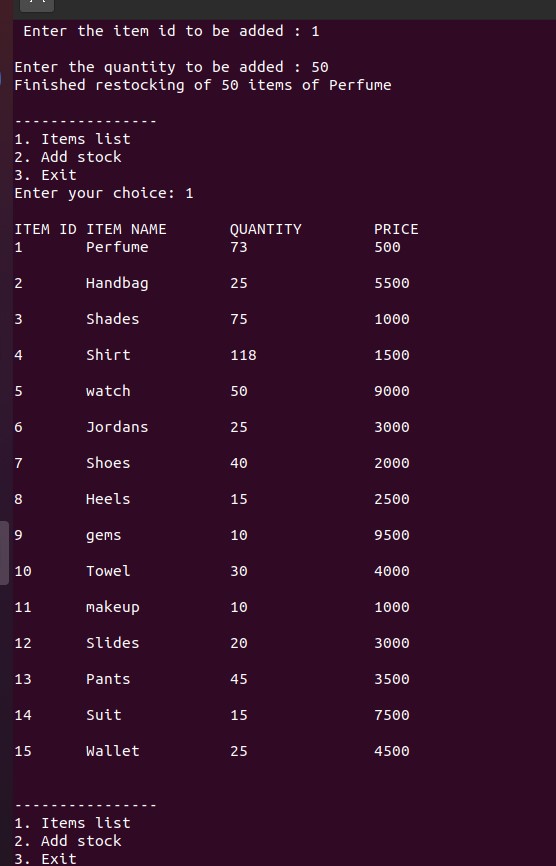 Enter the item id to be added : 1
Enter the quantity to be added : 50
Finished restocking of 50 items of Perfume
----------------
1. Items list
2. Add stock
3. Exit
Enter your choice: 1
ITEM ID ITEM NAME QUANTITY PRICE
1 Perfume 73 500
2 Handbag 25 5500
3 Shades 75 1000
4 Shirt 118 1500
5 watch 50 9000
6 Jordans 25 3000
7 Shoes 40 2000
8 Heels 15 2500
9 gems 10 9500
10 Towel 30 4000
11 makeup 10 1000
12 Slides 20 3000
13 Pants 45 3500
14 Suit 15 7500
15 Wallet 25 4500
----------------
1. Items list
2. Add stock
3. Exit